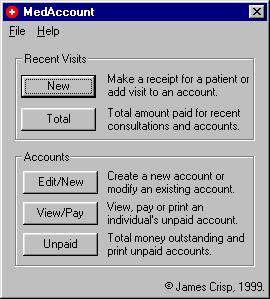 MedAccount
File Help
Recent Visits
New
Make a receipt for a patient or
add visit to an account.
Total
Total amount paid for recent
consultations and accounts.
Accounts
Edit/New
Create a new account or
modify an existing account.
View/Pay
View, pay or print an
individual's unpaid account.
Unpaid
Total money outstanding and
print unpaid accounts.
© James Crisp, 1999.